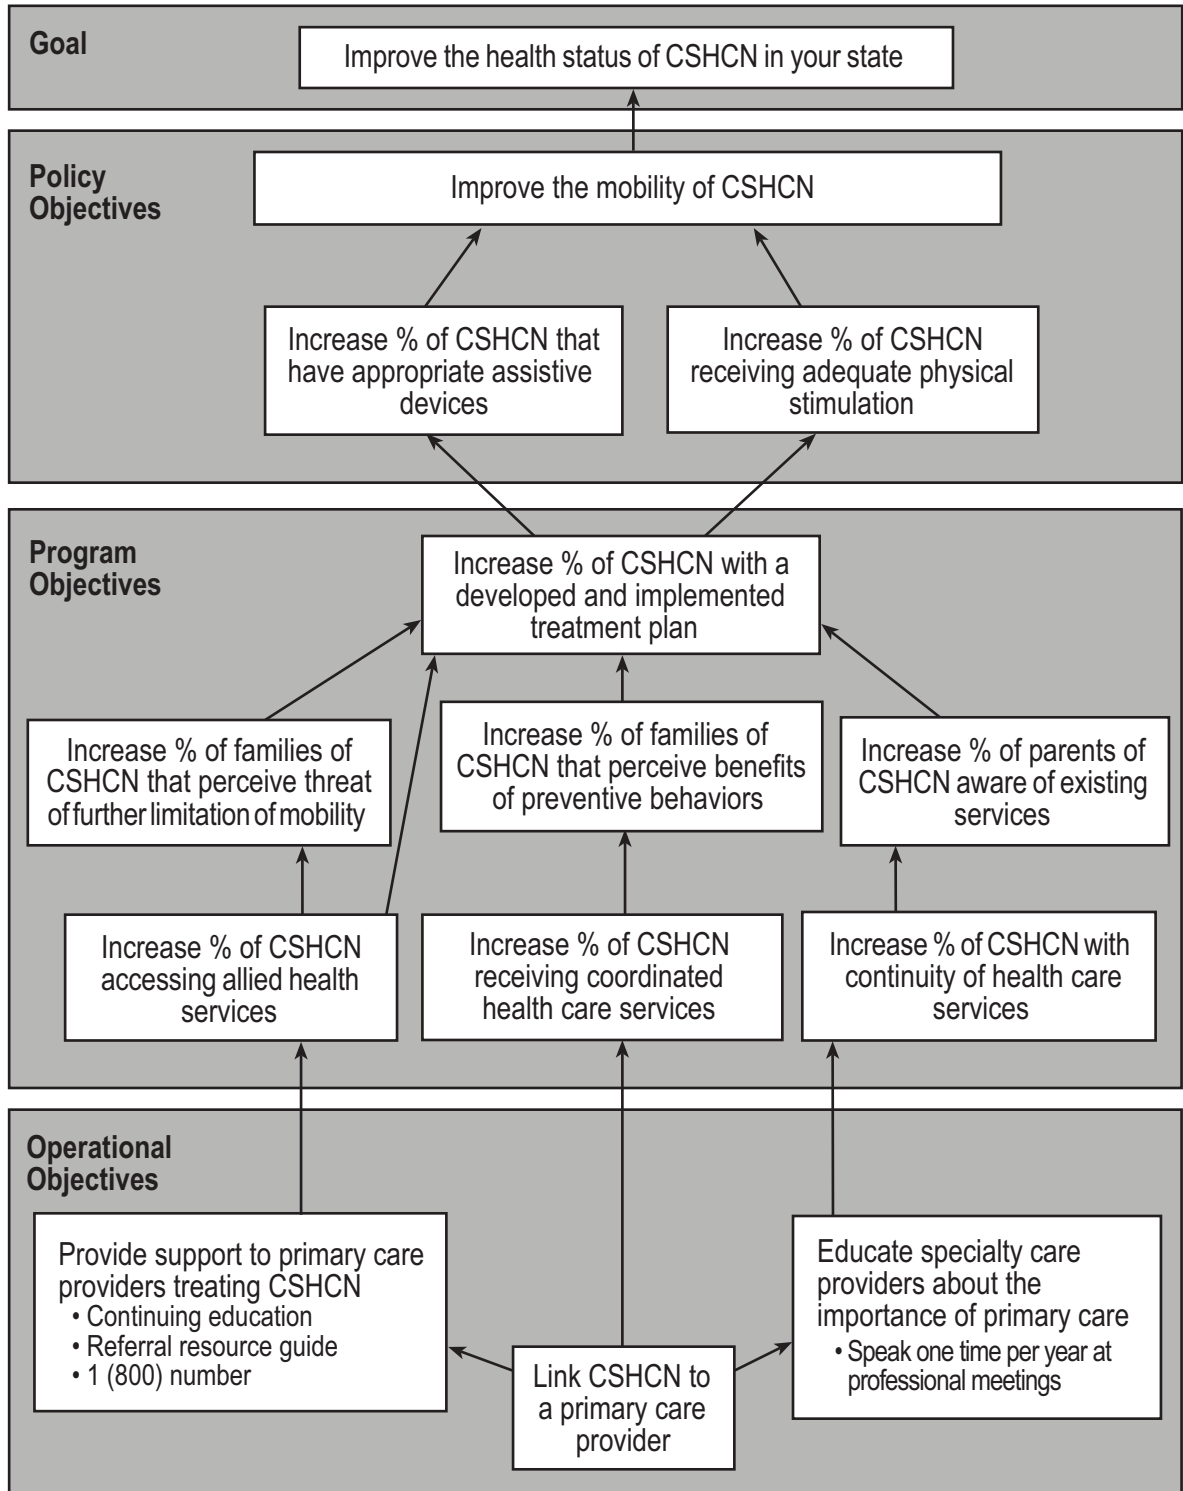 Goal
Improve the health status of CSHCN in your state
Policy
Objectives
Improve the mobility of CSHCN
Increase % of CSHCN that
have appropriate assistive
devices
Increase % of CSHCN
receiving adequate physical
stimulation
Program
Objectives
Increase % of CSHCN with a
developed and implemented
treatment plan
Increase % of families of
CSHCN that perceive threat
of further limitation of mobility
Increase % of families of
CSHCN that perceive benefits
of preventive behaviors
Increase % of parents of
CSHCN aware of existing
services
Increase % of CSHCN
accessing allied health
services
Increase % of CSHCN
receiving coordinated
health care services
Increase % of CSHCN with
continuity of health care
services
Operational
Objectives
Provide support to primary care
providers treating CSHCN
• Continuing education
• Referral resource guide
• 1 (800) number
Link CSHCN to
a primary care
provider
Educate specialty care
providers about the
importance of primary care
• Speak one time per year at
professional meetings